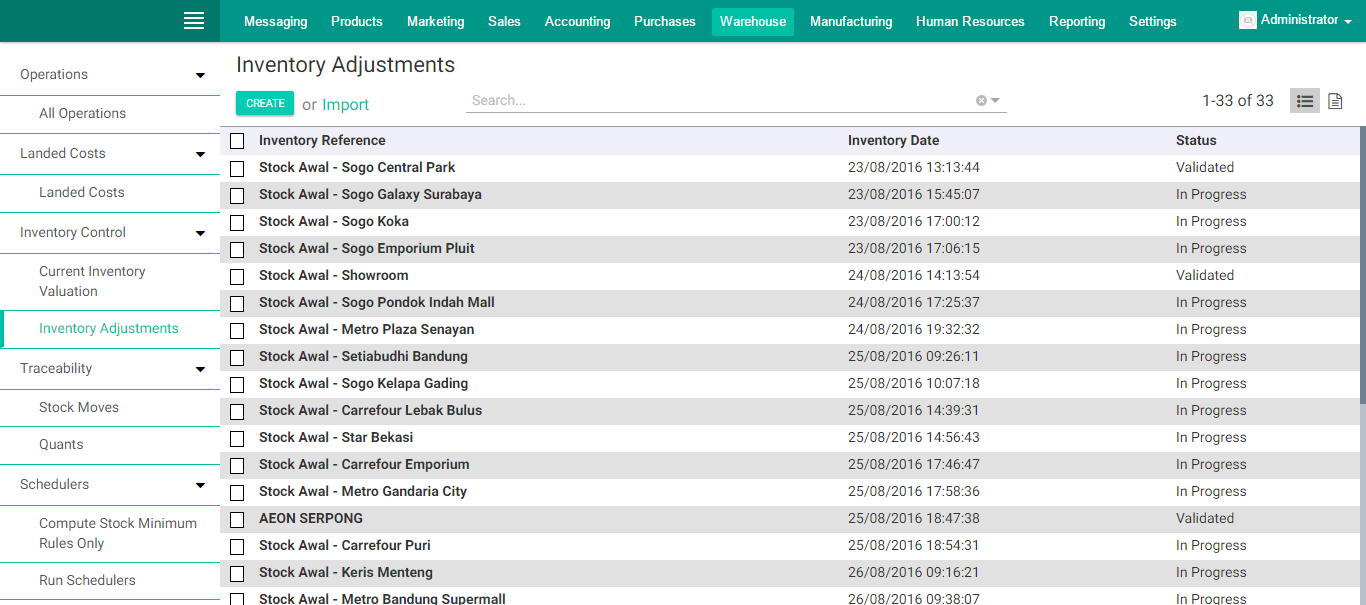 Messaging Products Marketing Sales Accounting Purchases Warehouse Manufacturing Human Resources Reporting Settings Administrator
Operations
All Operations
Landed Costs
Landed Costs
Inventory Control
Current Inventory
Valuation
Inventory Adjustments
Traceability
Stock Moves
Quants
Schedulers
Compute Stock Minimum
Rules Only
Run Schedulers
Inventory Adjustments
CREATE or Import Search... 1-33 of 33
Inventory Reference Inventory Date Status
Stock Awal - Sogo Central Park 23/08/2016 13:13:44 Validated
Stock Awal - Sogo Galaxy Surabaya 23/08/2016 15:45:07 In Progress
Stock Awal - Sogo Koka 23/08/2016 17:00:12 In Progress
Stock Awal - Sogo Emporium Pluit 23/08/2016 17:06:15 In Progress
Stock Awal - Showroom 24/08/2016 14:13:54 Validated
Stock Awal - Sogo Pondok Indah Mall 24/08/2016 17:25:37 In Progress
Stock Awal - Metro Plaza Senayan 24/08/2016 19:32:32 In Progress
Stock Awal - Setiabudhi Bandung 25/08/2016 09:26:11 In Progress
Stock Awal - Sogo Kelapa Gading 25/08/2016 10:07:18 In Progress
Stock Awal - Carrefour Lebak Bulus 25/08/2016 14:39:31 In Progress
Stock Awal - Star Bekasi 25/08/2016 14:56:43 In Progress
Stock Awal - Carrefour Emporium 25/08/2016 17:46:47 In Progress
Stock Awal - Metro Gandaria City 25/08/2016 17:58:36 In Progress
AEON SERPONG 25/08/2016 18:47:38 Validated
Stock Awal - Carrefour Puri 25/08/2016 18:54:31 In Progress
Stock Awal - Keris Menteng 26/08/2016 09:16:21 In Progress
Stock Awal - Metro Bandung Supermall 26/08/2016 09:38:07 In Progress